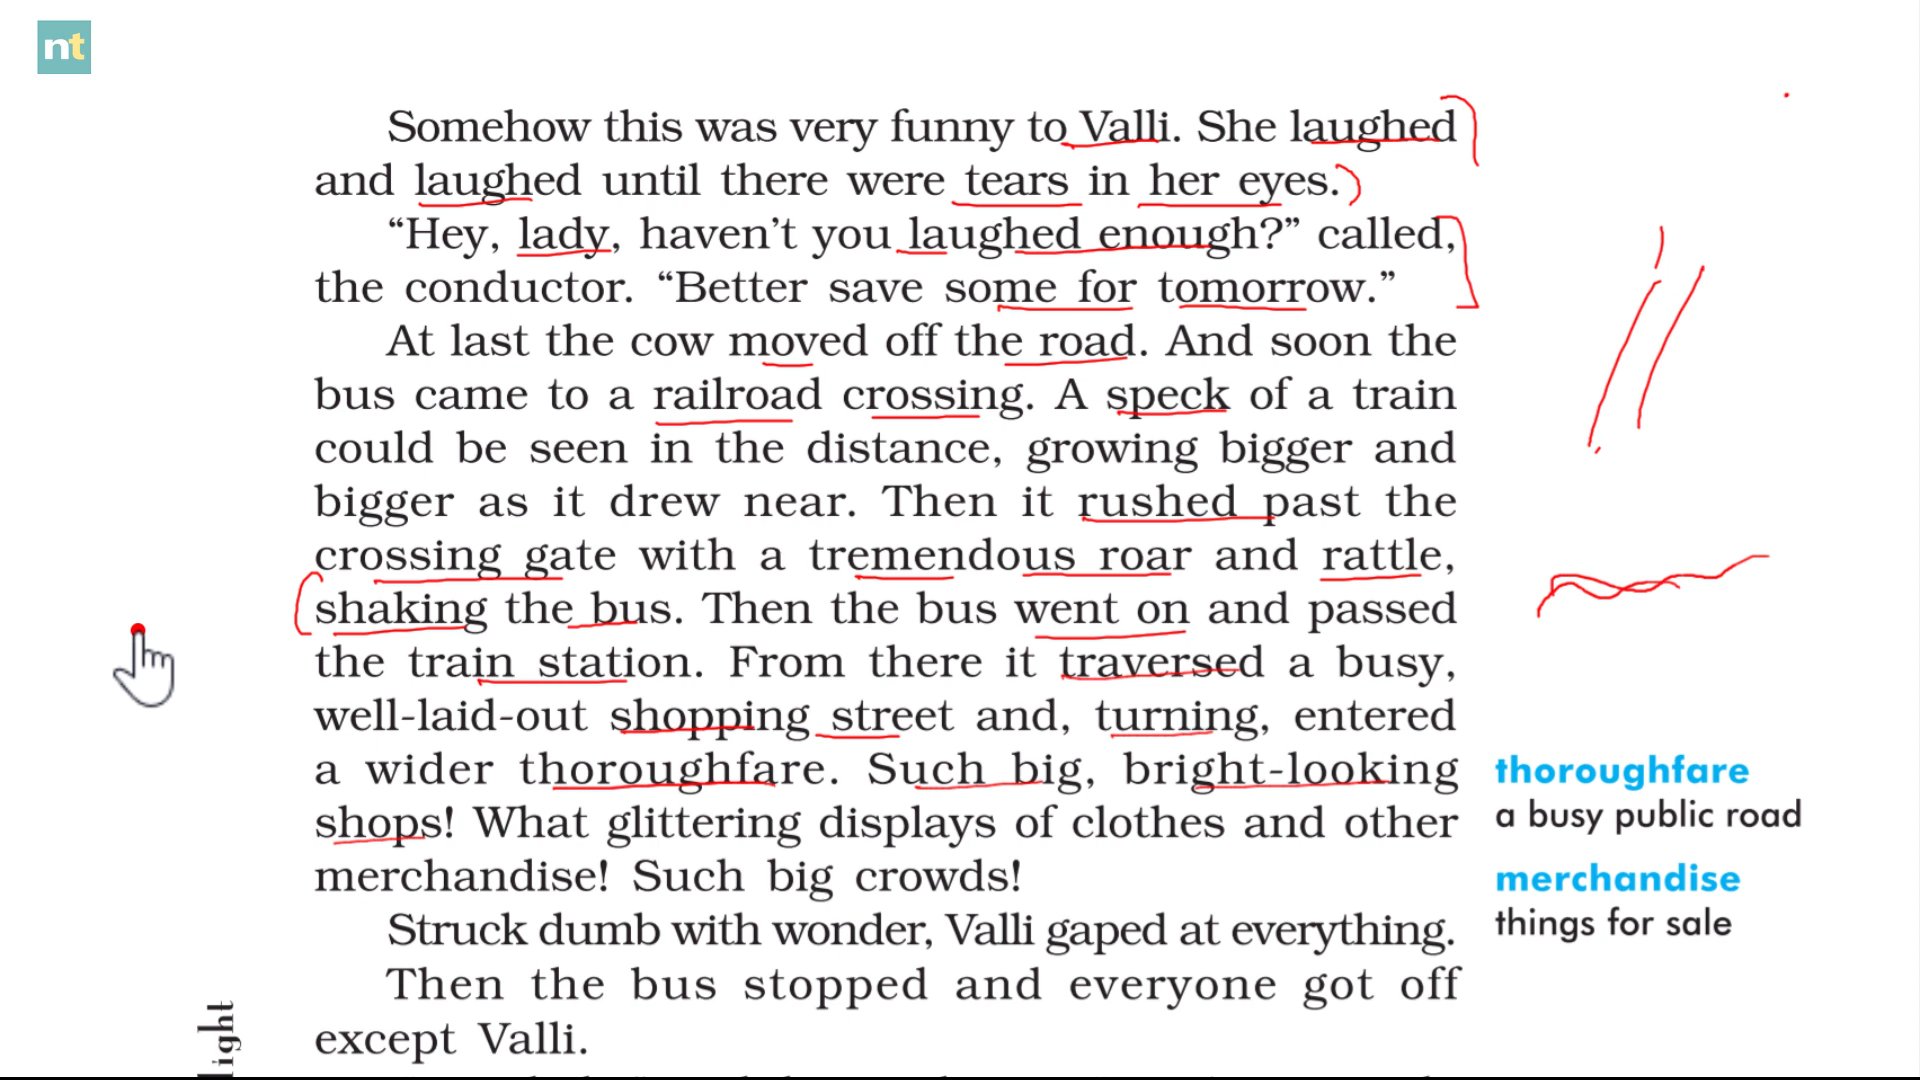 nt
Somehow this was very funny to Valli. She laughed
and laughed until there were tears in her eyes.
“Hey, lady, haven’t you laughed enough?” called,
the conductor. “Better save some for tomorrow.”
At last the cow moved off the road. And soon the
bus came to a railroad crossing. A speck of a train
could be seen in the distance, growing bigger and
bigger as it drew near. Then it rushed past the
crossing gate with a tremendous roar and rattle,
shaking the bus. Then the bus went on and passed
the train station. From there it traversed a busy,
well-laid-out shopping street and, turning, entered
a wider thoroughfare. Such big, bright-looking
shops! What glittering displays of clothes and other
merchandise! Such big crowds!
Struck dumb with wonder, Valli gaped at everything.
Then the bus stopped and everyone got off
except Valli.
thoroughfare
a busy public road
merchandise
things for sale
light